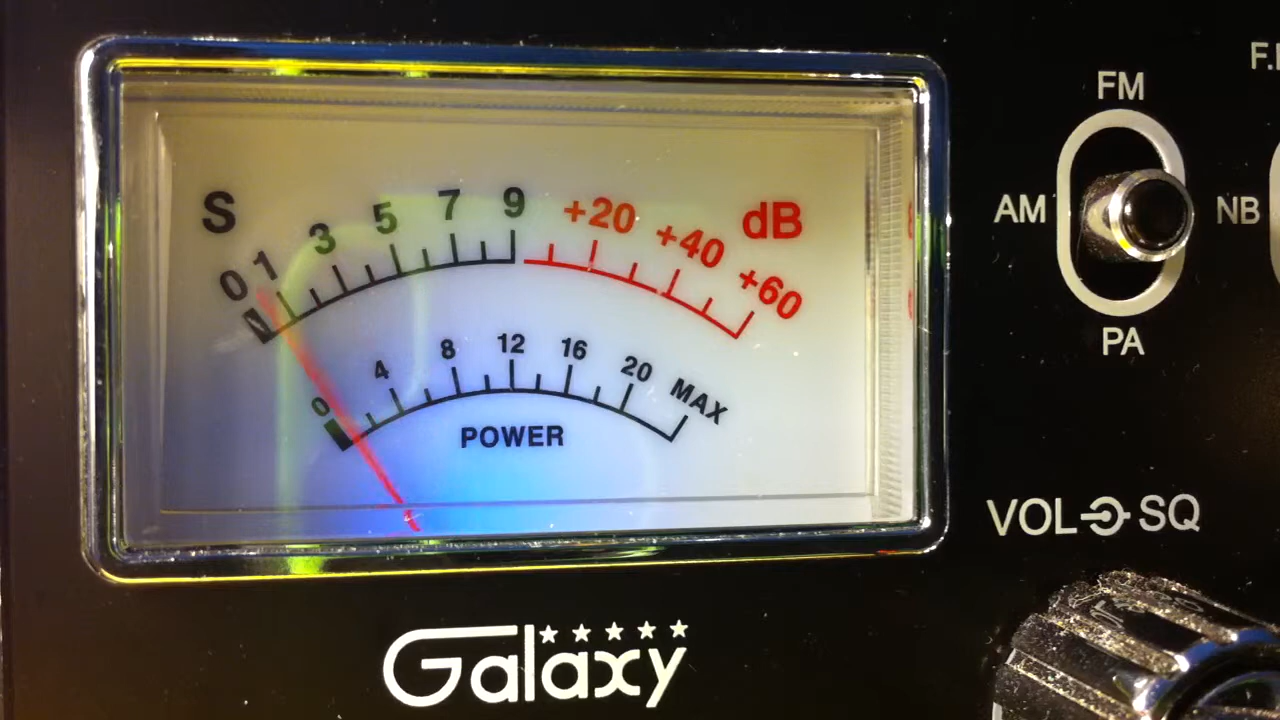 S 0 1 3 5 7 9 +20 +40 +60 dB
0 4 8 12 16 20 MAX
POWER
Galaxy
FM
AM
NB
PA
VOL SQ